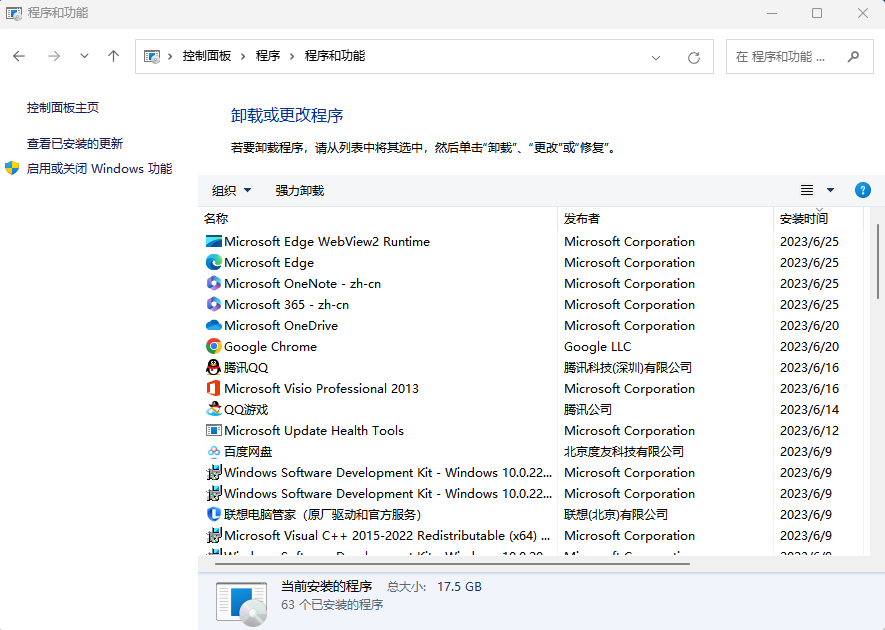 程序和功能
控制面板 程序 程序和功能
在 程序和功能 ...
控制面板主页
查看已安装的更新
启用或关闭 Windows 功能
卸载或更改程序
若要卸载程序，请从列表中将其选中，然后单击“卸载”、“更改”或“修复”。
组织 强力卸载
名称 发布者 安装时间
Microsoft Edge WebView2 Runtime Microsoft Corporation 2023/6/25
Microsoft Edge Microsoft Corporation 2023/6/25
Microsoft OneNote - zh-cn Microsoft Corporation 2023/6/25
Microsoft 365 - zh-cn Microsoft Corporation 2023/6/25
Microsoft OneDrive Microsoft Corporation 2023/6/20
Google Chrome Google LLC 2023/6/20
腾讯QQ 腾讯科技(深圳)有限公司 2023/6/16
Microsoft Visio Professional 2013 Microsoft Corporation 2023/6/16
QQ游戏 腾讯公司 2023/6/14
Microsoft Update Health Tools Microsoft Corporation 2023/6/12
百度网盘 北京度友科技有限公司 2023/6/9
Windows Software Development Kit - Windows 10.0.22... Microsoft Corporation 2023/6/9
Windows Software Development Kit - Windows 10.0.22... Microsoft Corporation 2023/6/9
联想电脑管家（原厂驱动和官方服务） 联想(北京)有限公司 2023/6/9
Microsoft Visual C++ 2015-2022 Redistributable (x64) ... Microsoft Corporation 2023/6/9
当前安装的程序 总大小: 17.5 GB
63 个已安装的程序